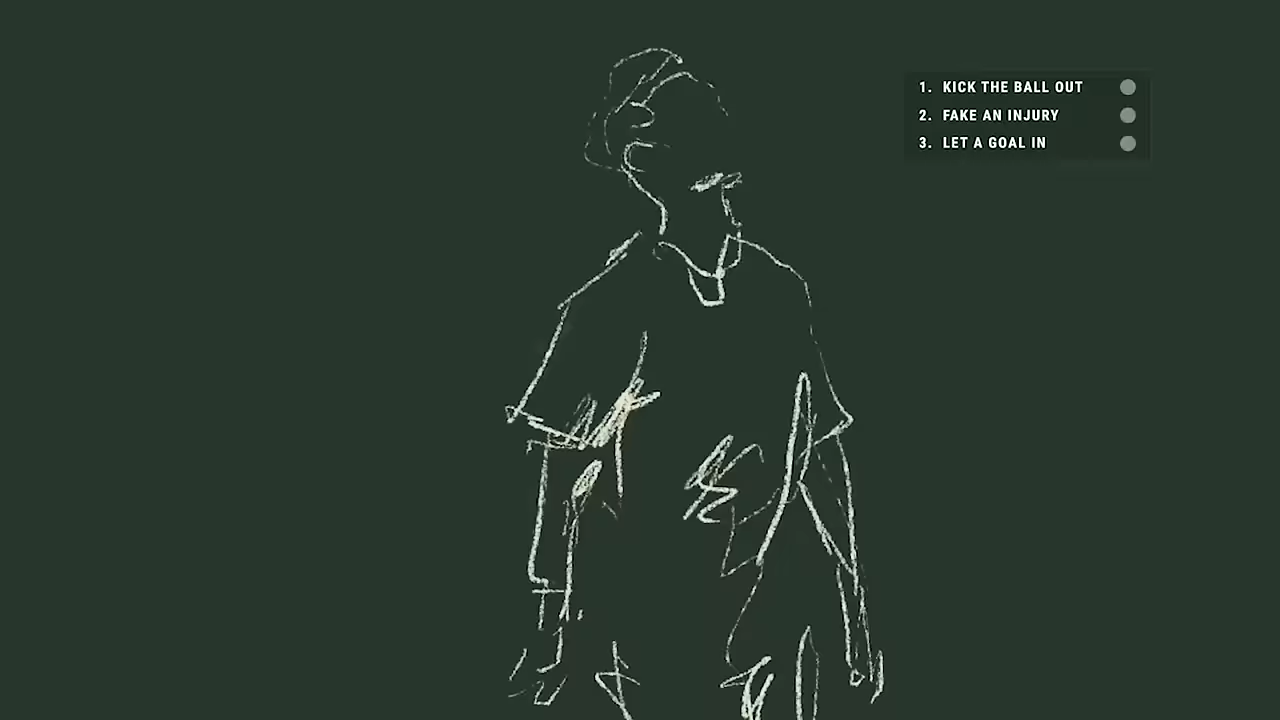 1. KICK THE BALL OUT
2. FAKE AN INJURY
3. LET A GOAL IN